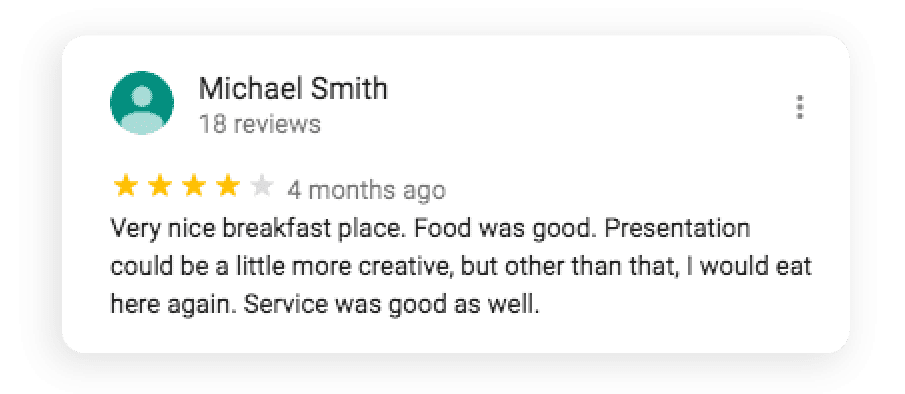 Michael Smith
18 reviews
4 months ago
Very nice breakfast place. Food was good. Presentation
could be a little more creative, but other than that, I would eat
here again. Service was good as well.